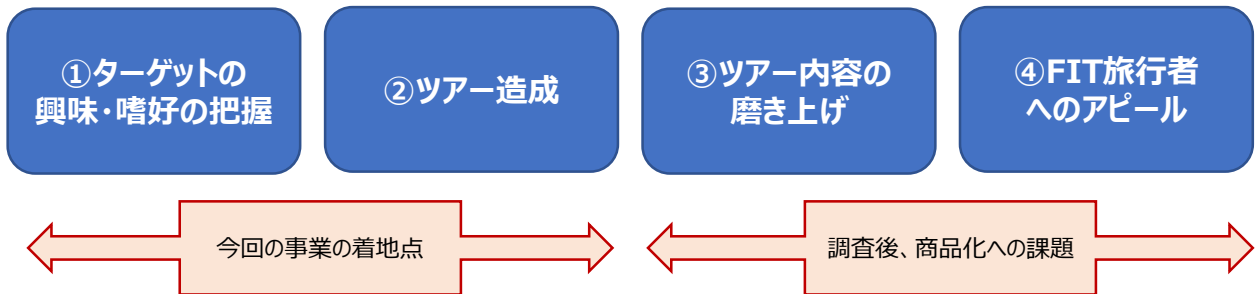 ①ターゲットの
興味・嗜好の把握
②ツアー造成
③ツアー内容の
磨き上げ
④FIT旅行者
へのアピール
今回の事業の着地点
調査後、商品化への課題